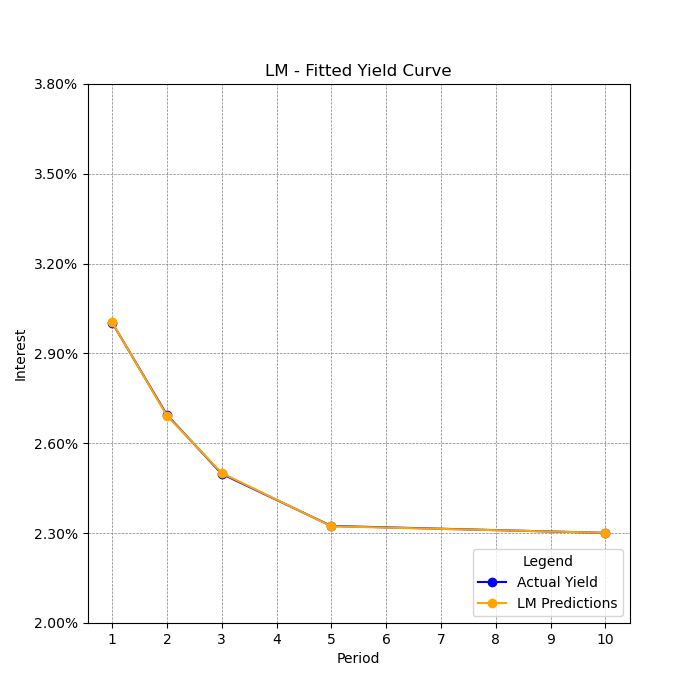 LM - Fitted Yield Curve
3.80%
3.50%
3.20%
2.90%
2.60%
2.30%
2.00%
Interest
Legend
Actual Yield
LM Predictions
1 2 3 4 5 6 7 8 9 10
Period